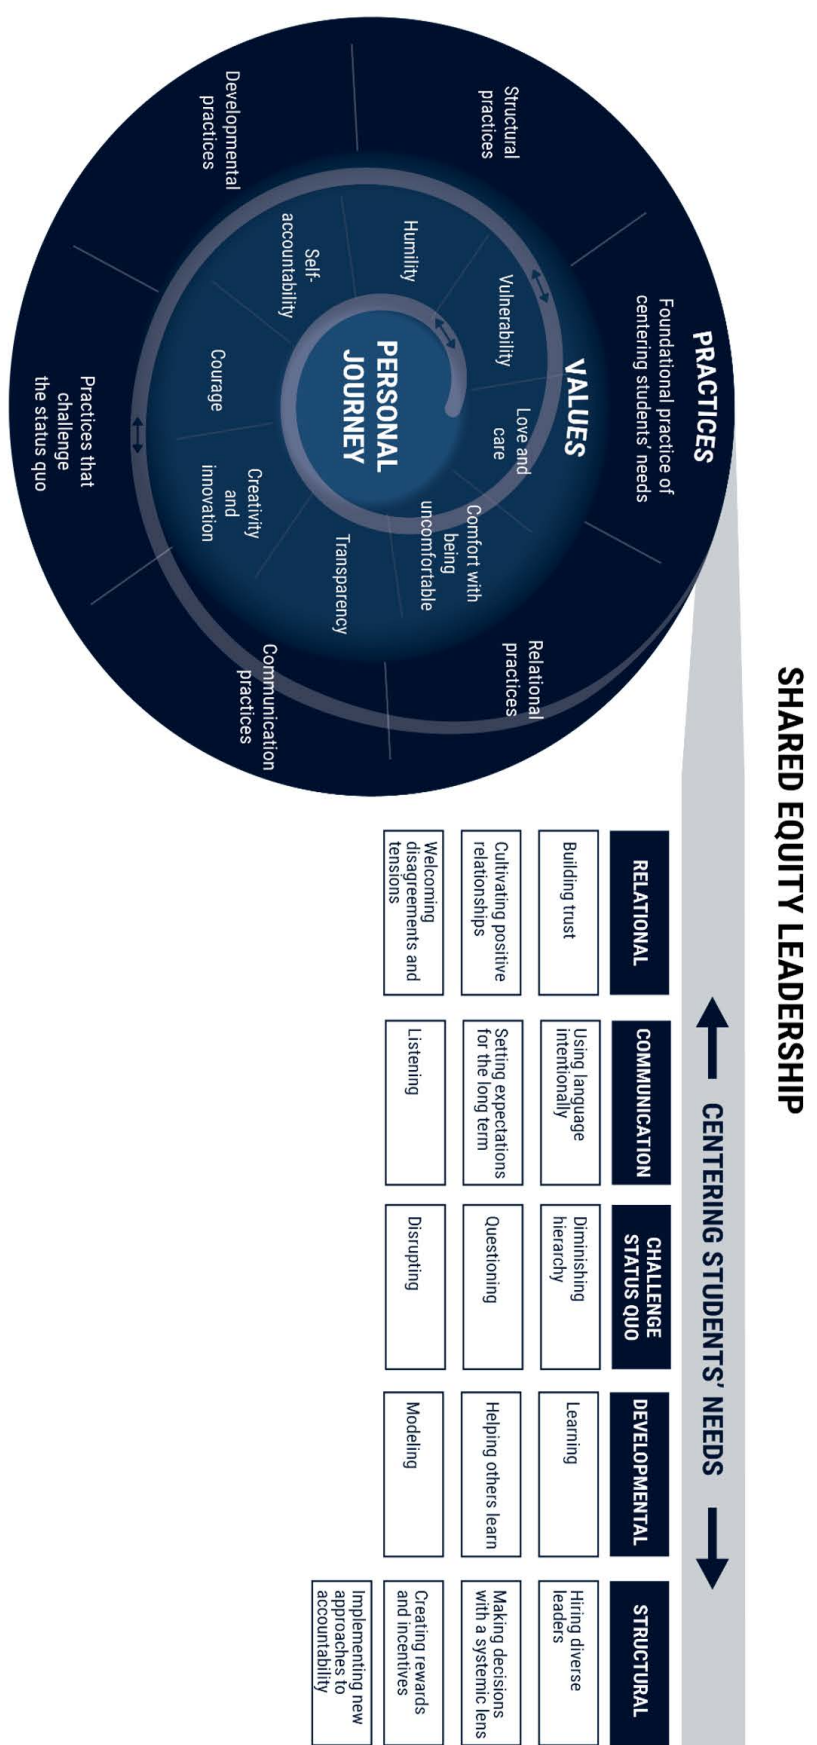 SHARED EQUITY LEADERSHIP
PRACTICES
Foundational practice of
centering students' needs
VALUES
Love and
care
Comfort with
being
uncomfortable
Transparency
Creativity
and
innovation
Courage
Self-
accountability
Humility
Vulnerability
PERSONAL
JOURNEY
Relational
practices
Communication
practices
Practices that
challenge
the status quo
Developmental
practices
Structural
practices
CENTERING STUDENTS' NEEDS
RELATIONAL
Building trust
Cultivating positive
relationships
Welcoming
disagreements and
tensions
COMMUNICATION
Using language
intentionally
Setting expectations
for the long term
Listening
CHALLENGE
STATUS QUO
Diminishing
hierarchy
Questioning
Disrupting
DEVELOPMENTAL
Learning
Helping others learn
Modeling
STRUCTURAL
Hiring diverse
leaders
Making decisions
with a systemic lens
Creating rewards
and incentives
Implementing new
approaches to
accountability